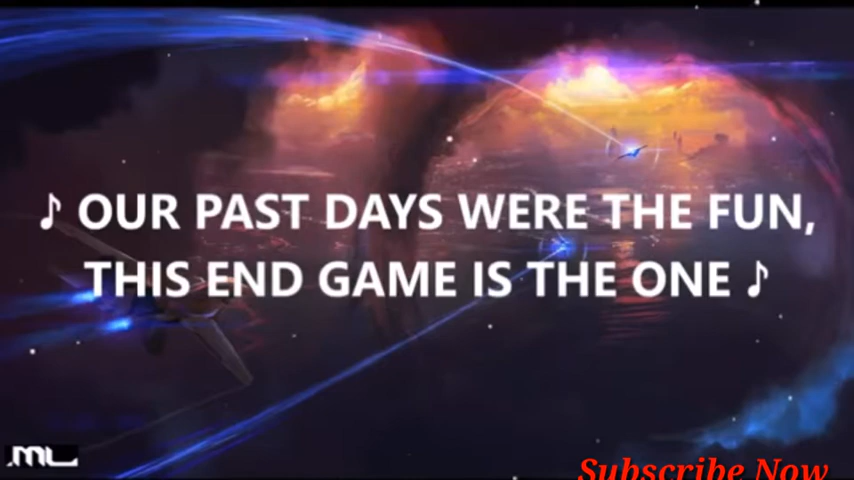 ♪ OUR PAST DAYS WERE THE FUN,
THIS END GAME IS THE ONE ♪
ML
Subscribe Now